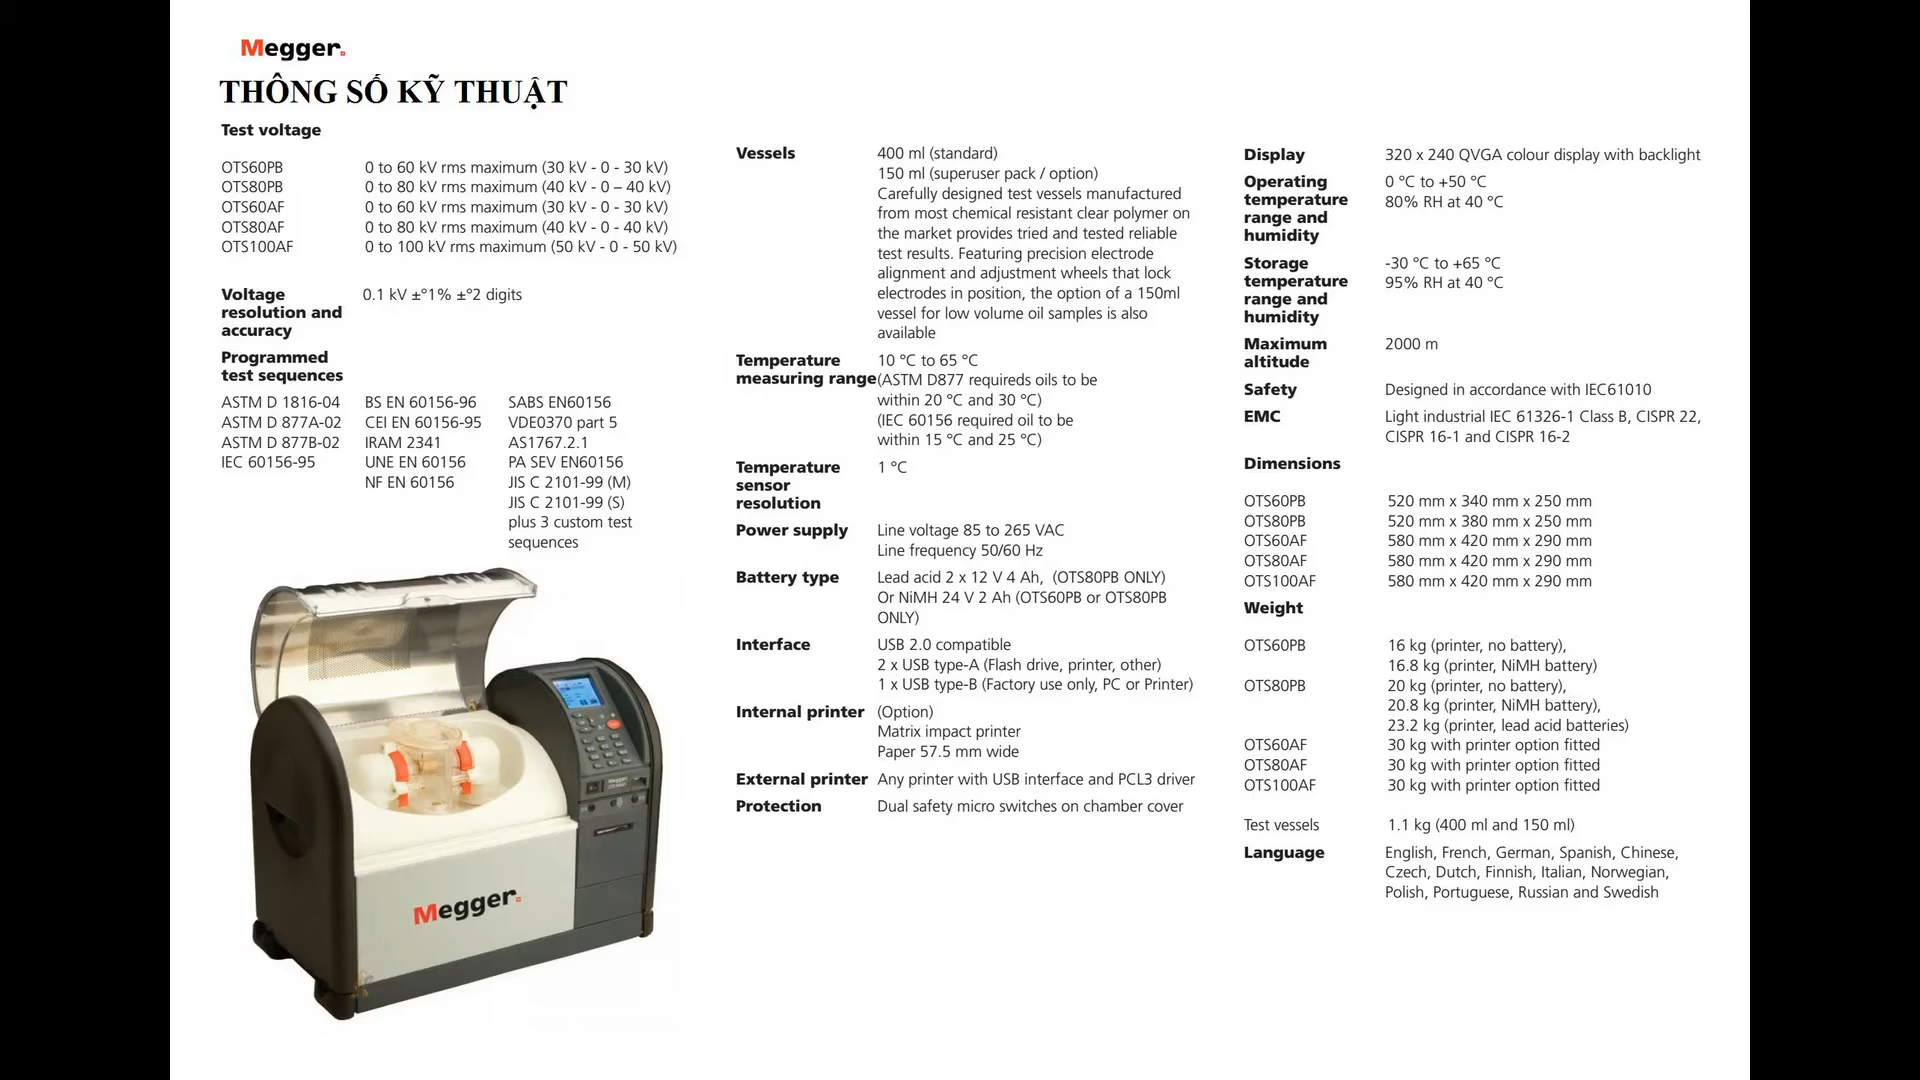 Megger.
THÔNG SỐ KỸ THUẬT
Test voltage
OTS60PB 0 to 60 kV rms maximum (30 kV - 0 - 30 kV)
OTS80PB 0 to 80 kV rms maximum (40 kV - 0 – 40 kV)
OTS60AF 0 to 60 kV rms maximum (30 kV - 0 - 30 kV)
OTS80AF 0 to 80 kV rms maximum (40 kV - 0 - 40 kV)
OTS100AF 0 to 100 kV rms maximum (50 kV - 0 - 50 kV)
Voltage 0.1 kV ±°1% ±°2 digits
resolution and
accuracy
Programmed
test sequences
ASTM D 1816-04 BS EN 60156-96 SABS EN60156
ASTM D 877A-02 CEI EN 60156-95 VDE0370 part 5
ASTM D 877B-02 IRAM 2341 AS1767.2.1
IEC 60156-95 UNE EN 60156 PA SEV EN60156
NF EN 60156 JIS C 2101-99 (M)
JIS C 2101-99 (S)
plus 3 custom test
sequences
Megger.
Vessels 400 ml (standard)
150 ml (superuser pack / option)
Carefully designed test vessels manufactured
from most chemical resistant clear polymer on
the market provides tried and tested reliable
test results. Featuring precision electrode
alignment and adjustment wheels that lock
electrodes in position, the option of a 150ml
vessel for low volume oil samples is also
available
Temperature 10 °C to 65 °C
measuring range (ASTM D877 requireds oils to be
within 20 °C and 30 °C)
(IEC 60156 required oil to be
within 15 °C and 25 °C)
Temperature 1 °C
sensor
resolution
Power supply Line voltage 85 to 265 VAC
Line frequency 50/60 Hz
Battery type Lead acid 2 x 12 V 4 Ah, (OTS80PB ONLY)
Or NiMH 24 V 2 Ah (OTS60PB or OTS80PB
ONLY)
Interface USB 2.0 compatible
2 x USB type-A (Flash drive, printer, other)
1 x USB type-B (Factory use only, PC or Printer)
Internal printer (Option)
Matrix impact printer
Paper 57.5 mm wide
External printer Any printer with USB interface and PCL3 driver
Protection Dual safety micro switches on chamber cover
Display 320 x 240 QVGA colour display with backlight
Operating 0 °C to +50 °C
temperature 80% RH at 40 °C
range and
humidity
Storage -30 °C to +65 °C
temperature 95% RH at 40 °C
range and
humidity
Maximum 2000 m
altitude
Safety Designed in accordance with IEC61010
EMC Light industrial IEC 61326-1 Class B, CISPR 22,
CISPR 16-1 and CISPR 16-2
Dimensions
OTS60PB 520 mm x 340 mm x 250 mm
OTS80PB 520 mm x 380 mm x 250 mm
OTS60AF 580 mm x 420 mm x 290 mm
OTS80AF 580 mm x 420 mm x 290 mm
OTS100AF 580 mm x 420 mm x 290 mm
Weight
OTS60PB 16 kg (printer, no battery),
16.8 kg (printer, NiMH battery)
OTS80PB 20 kg (printer, no battery),
20.8 kg (printer, NiMH battery),
23.2 kg (printer, lead acid batteries)
OTS60AF 30 kg with printer option fitted
OTS80AF 30 kg with printer option fitted
OTS100AF 30 kg with printer option fitted
Test vessels 1.1 kg (400 ml and 150 ml)
Language English, French, German, Spanish, Chinese,
Czech, Dutch, Finnish, Italian, Norwegian,
Polish, Portuguese, Russian and Swedish